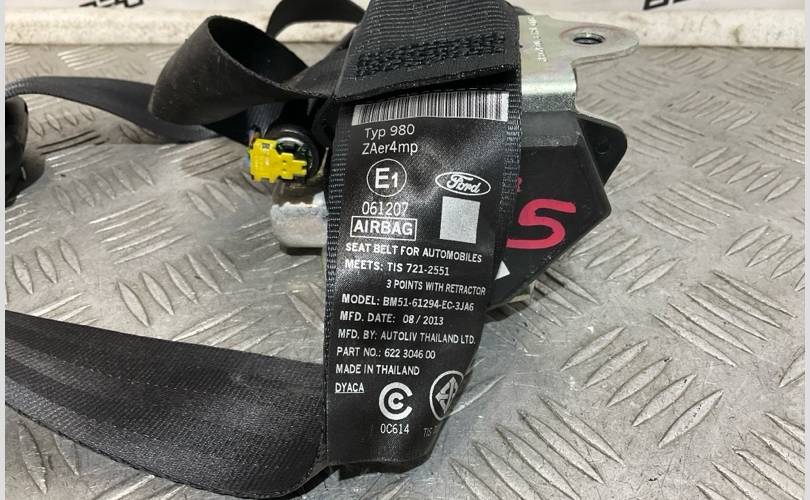 Typ 980
ZAer4mp
E1
Ford
061207
AIRBAG
SEAT BELT FOR AUTOMOBILES
MEETS: TIS 721-2551
3 POINTS WITH RETRACTOR
MODEL: BM51-61294-EC-3JA6
MFD. DATE: 08/2013
MFD. BY: AUTOLIV THAILAND LTD.
PART NO.: 622 3046 00
MADE IN THAILAND
DYACA
C
0C614
TIS
5